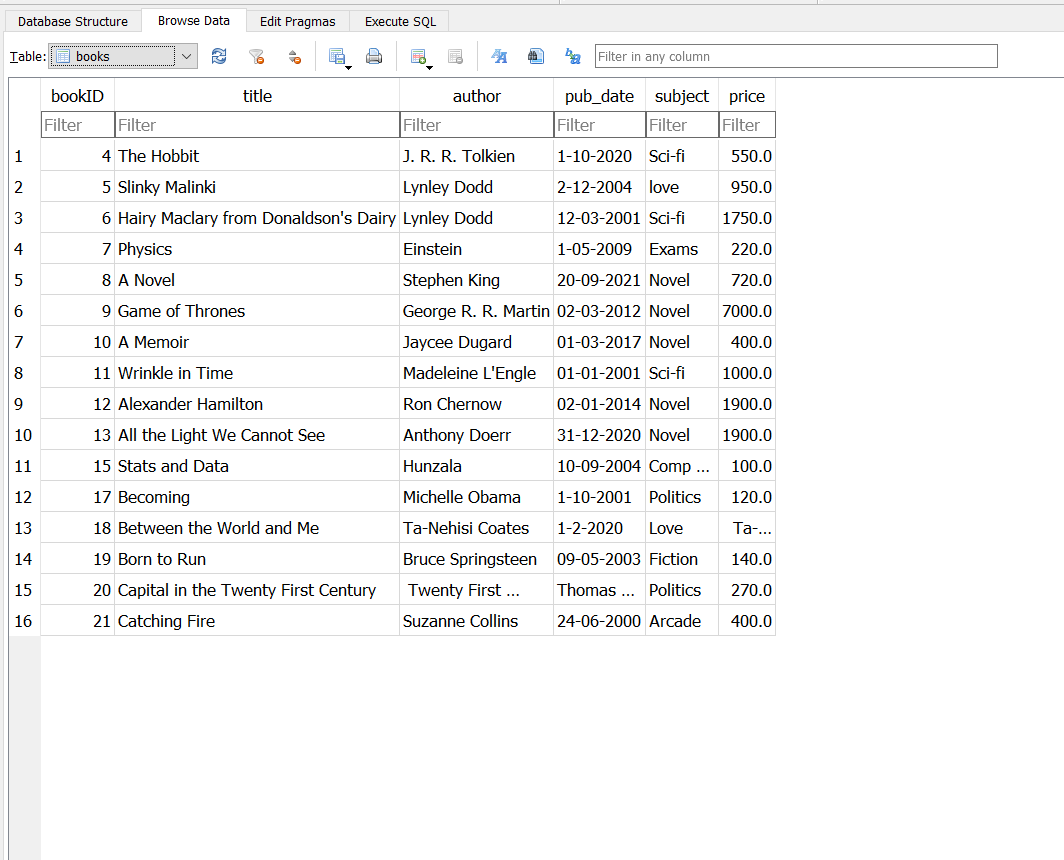 Database Structure Browse Data Edit Pragmas Execute SQL
Table: books Filter in any column
bookID title author pub_date subject price
Filter Filter Filter Filter Filter Filter
1 4 The Hobbit J. R. R. Tolkien 1-10-2020 Sci-fi 550.0
2 5 Slinky Malinki Lynley Dodd 2-12-2004 love 950.0
3 6 Hairy Maclary from Donaldson's Dairy Lynley Dodd 12-03-2001 Sci-fi 1750.0
4 7 Physics Einstein 1-05-2009 Exams 220.0
5 8 A Novel Stephen King 20-09-2021 Novel 720.0
6 9 Game of Thrones George R. R. Martin 02-03-2012 Novel 7000.0
7 10 A Memoir Jaycee Dugard 01-03-2017 Novel 400.0
8 11 Wrinkle in Time Madeleine L'Engle 01-01-2001 Sci-fi 1000.0
9 12 Alexander Hamilton Ron Chernow 02-01-2014 Novel 1900.0
10 13 All the Light We Cannot See Anthony Doerr 31-12-2020 Novel 1900.0
11 15 Stats and Data Hunzala 10-09-2004 Comp ... 100.0
12 17 Becoming Michelle Obama 1-10-2001 Politics 120.0
13 18 Between the World and Me Ta-Nehisi Coates 1-2-2020 Love Ta-...
14 19 Born to Run Bruce Springsteen 09-05-2003 Fiction 140.0
15 20 Capital in the Twenty First Century Twenty First ... Thomas ... Politics 270.0
16 21 Catching Fire Suzanne Collins 24-06-2000 Arcade 400.0